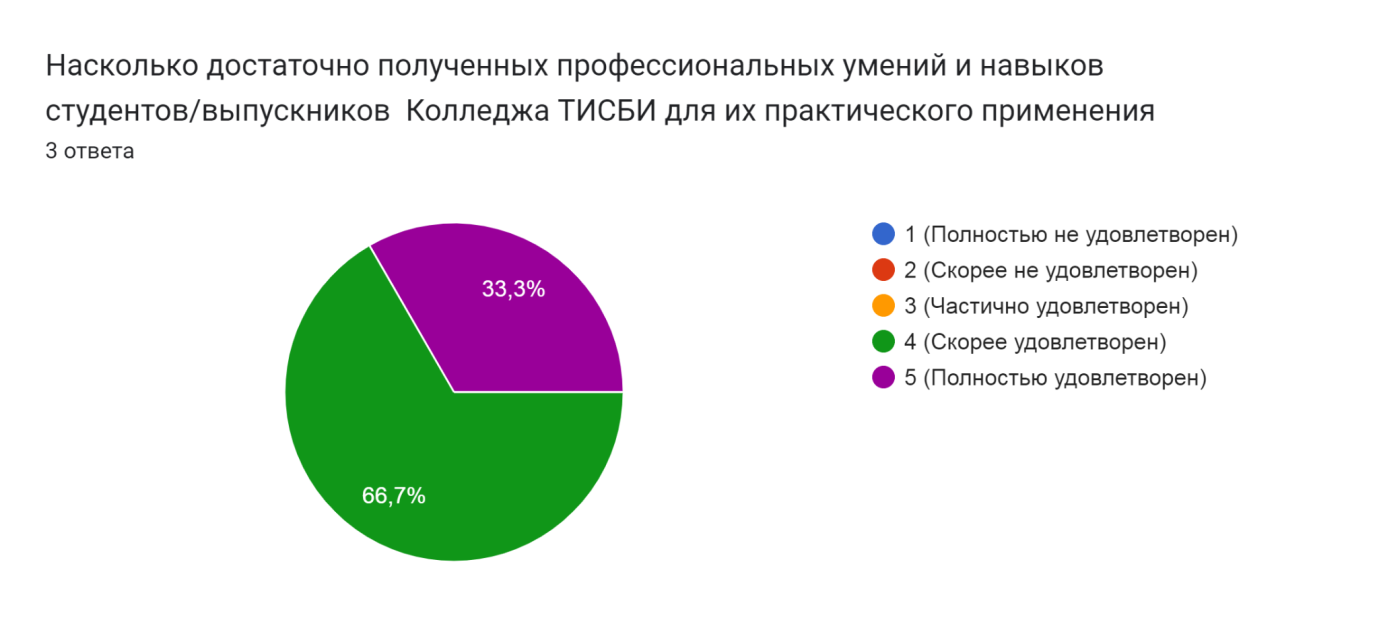 Насколько достаточно полученных профессиональных умений и навыков
студентов/выпускников  Колледжа ТИСБИ для их практического применения
3 ответа
33,3%
66,7%
1 (Полностью не удовлетворен)
2 (Скорее не удовлетворен)
3 (Частично удовлетворен)
4 (Скорее удовлетворен)
5 (Полностью удовлетворен)